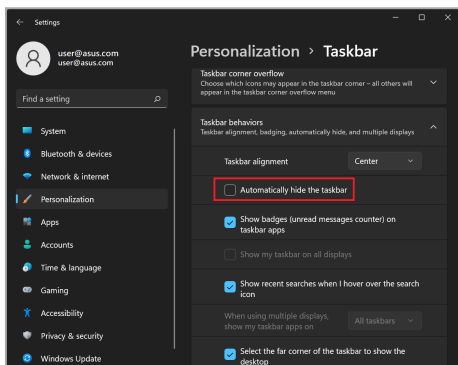 Settings
user@asus.com
user@asus.com
Find a setting
System
Bluetooth & devices
Network & internet
Personalization
Apps
Accounts
Time & language
Gaming
Accessibility
Privacy & security
Windows Update
Personalization > Taskbar
Taskbar corner overflow
Choose which icons may appear in the taskbar corner – all others will
appear in the taskbar corner overflow menu
Taskbar behaviors
Taskbar alignment, badging, automatically hide, and multiple displays
Taskbar alignment Center
Automatically hide the taskbar
Show badges (unread messages counter) on
taskbar apps
Show my taskbar on all displays
Show recent searches when I hover over the search
icon
When using multiple displays,
show my taskbar apps on All taskbars
Select the far corner of the taskbar to show the
desktop